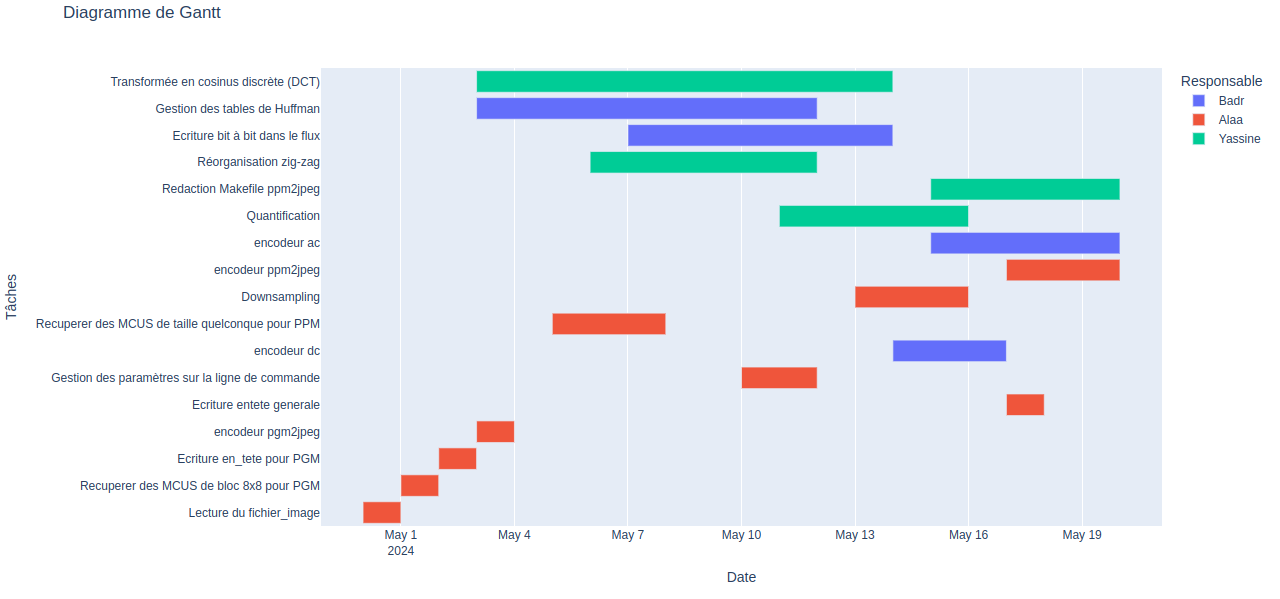 Diagramme de Gantt
Responsable
Badr
Alaa
Yassine
Tâches
Transformée en cosinus discrète (DCT)
Gestion des tables de Huffman
Ecriture bit à bit dans le flux
Réorganisation zig-zag
Redaction Makefile ppm2jpeg
Quantification
encodeur ac
encodeur ppm2jpeg
Downsampling
Recuperer des MCUS de taille quelconque pour PPM
encodeur dc
Gestion des paramètres sur la ligne de commande
Ecriture entete generale
encodeur pgm2jpeg
Ecriture en_tete pour PGM
Recuperer des MCUS de bloc 8x8 pour PGM
Lecture du fichier_image
May 1 May 4 May 7 May 10 May 13 May 16 May 19
2024
Date